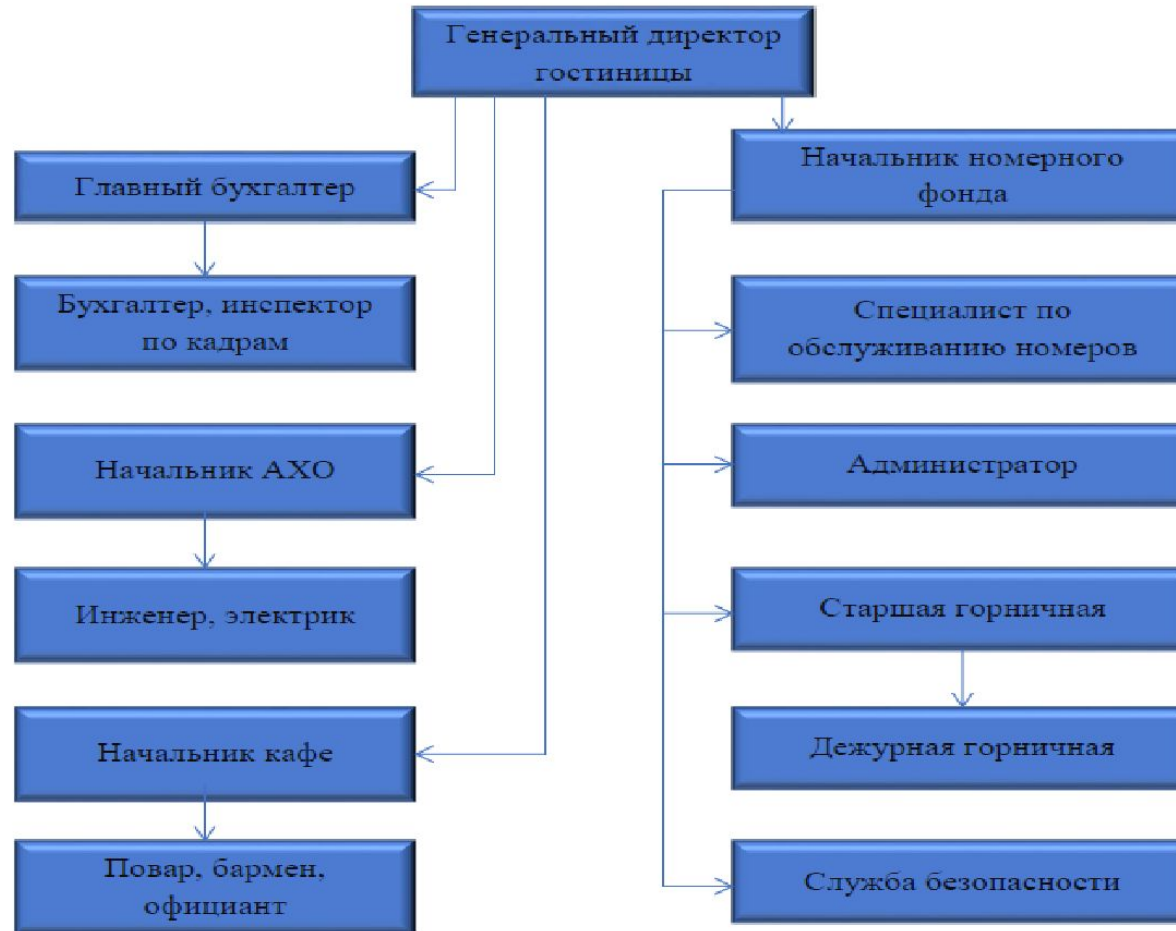 Генеральный директор
гостиницы
Главный бухгалтер
Бухгалтер, инспектор
по кадрам
Начальник АХО
Инженер, электрик
Начальник кафе
Повар, бармен,
официант
Начальник номерного
фонда
Специалист по
обслуживанию номеров
Администратор
Старшая горничная
Дежурная горничная
Служба безопасности